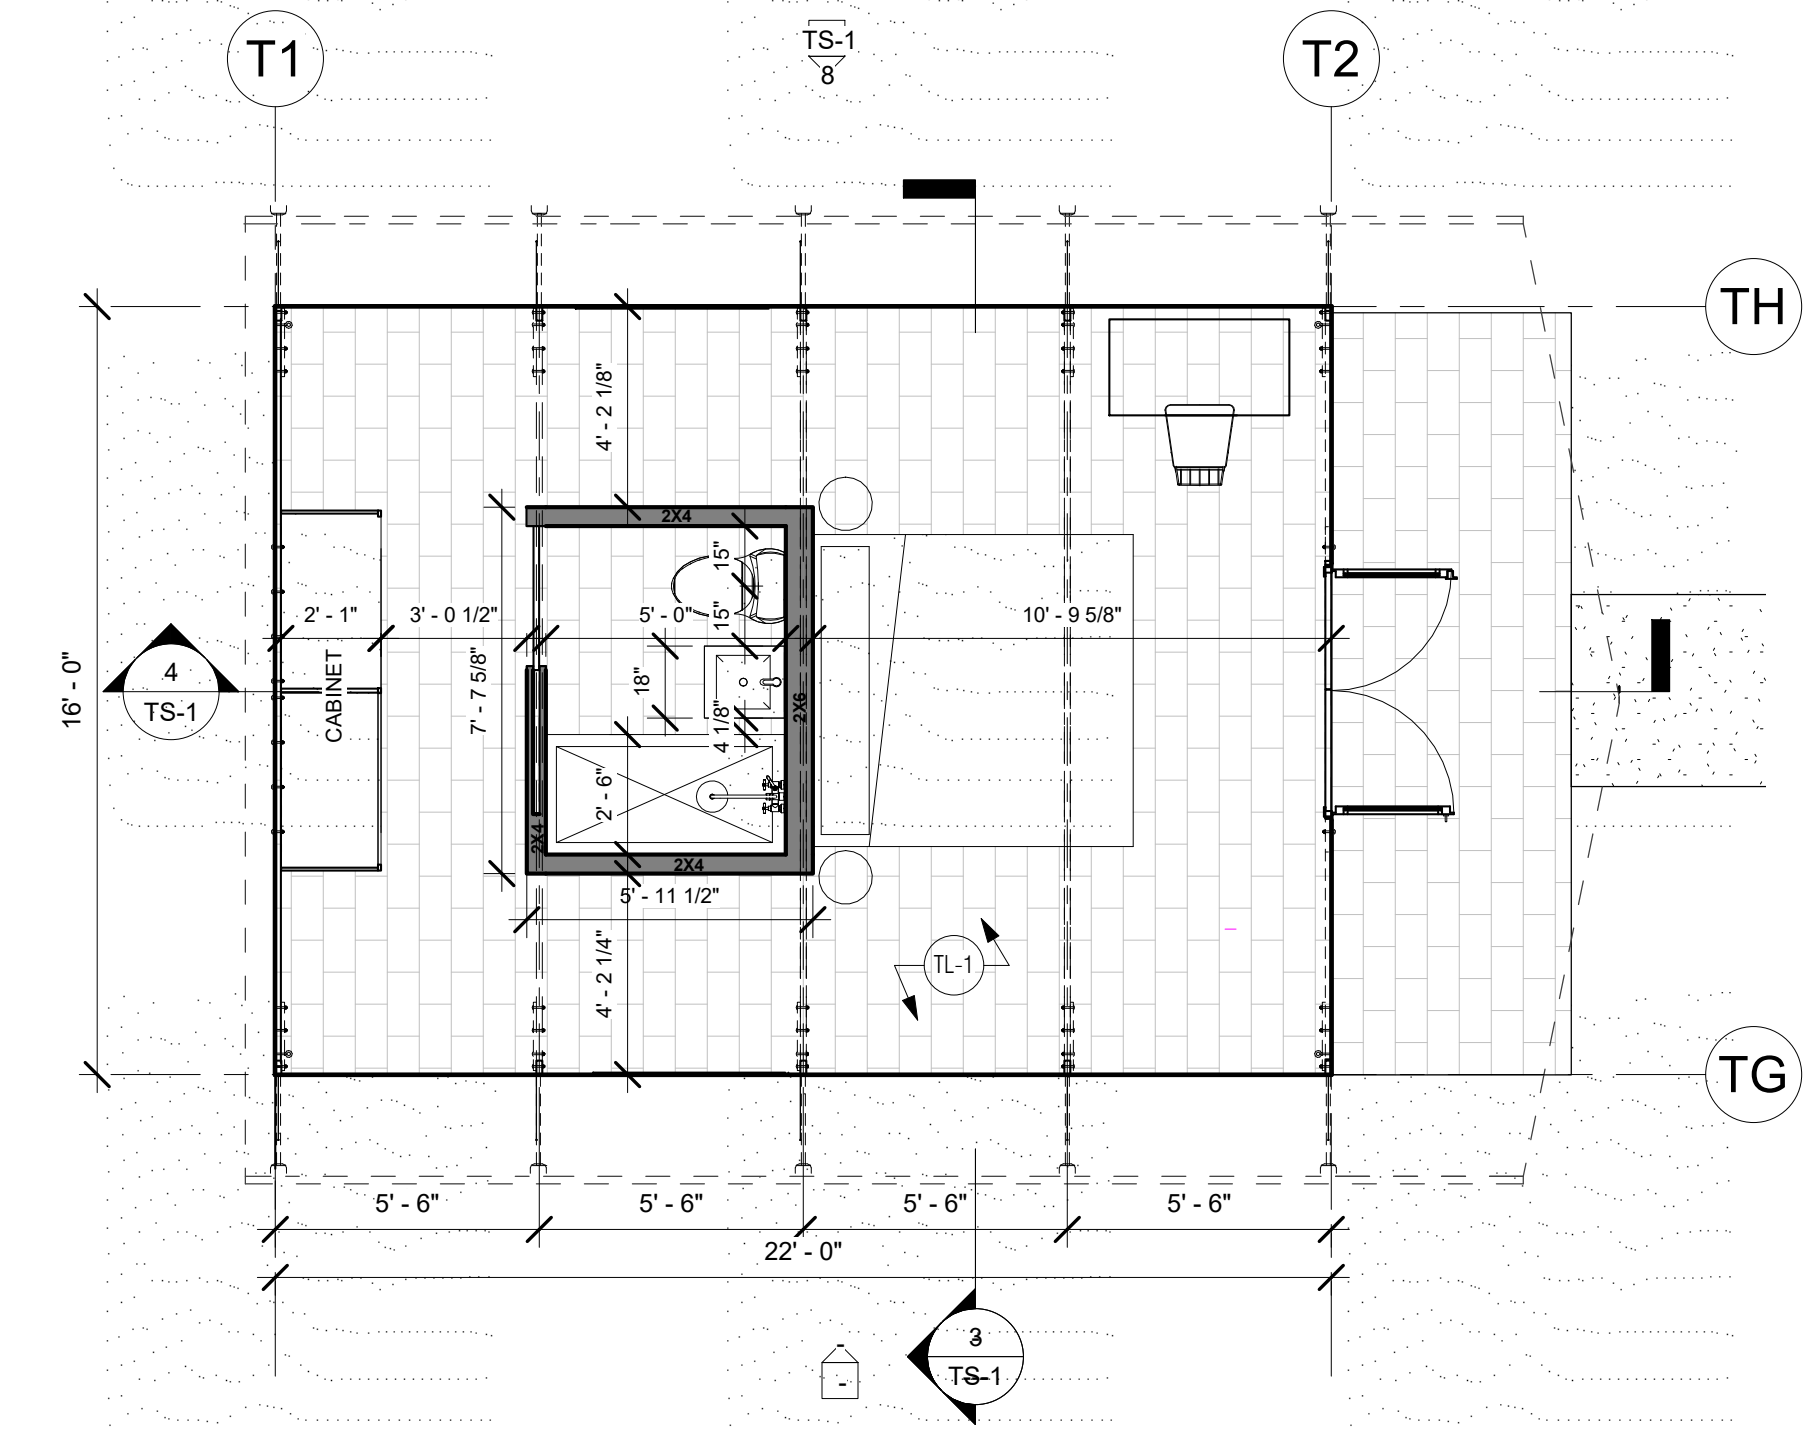 T1
TS-1
8
T2
TH
4' - 2 1/8"
2X4
15"
2' - 1"
3' - 0 1/2"
5' - 0"
15"
10' - 9 5/8"
16' - 0"
4
TS-1
CABINET
7' - 7 5/8"
18"
4 1/8"
2X6
2' - 6"
2X4
2X4
5' - 11 1/2"
4' - 2 1/4"
TL-1
TG
5' - 6"
5' - 6"
5' - 6"
5' - 6"
22' - 0"
3
TS-1
-
-